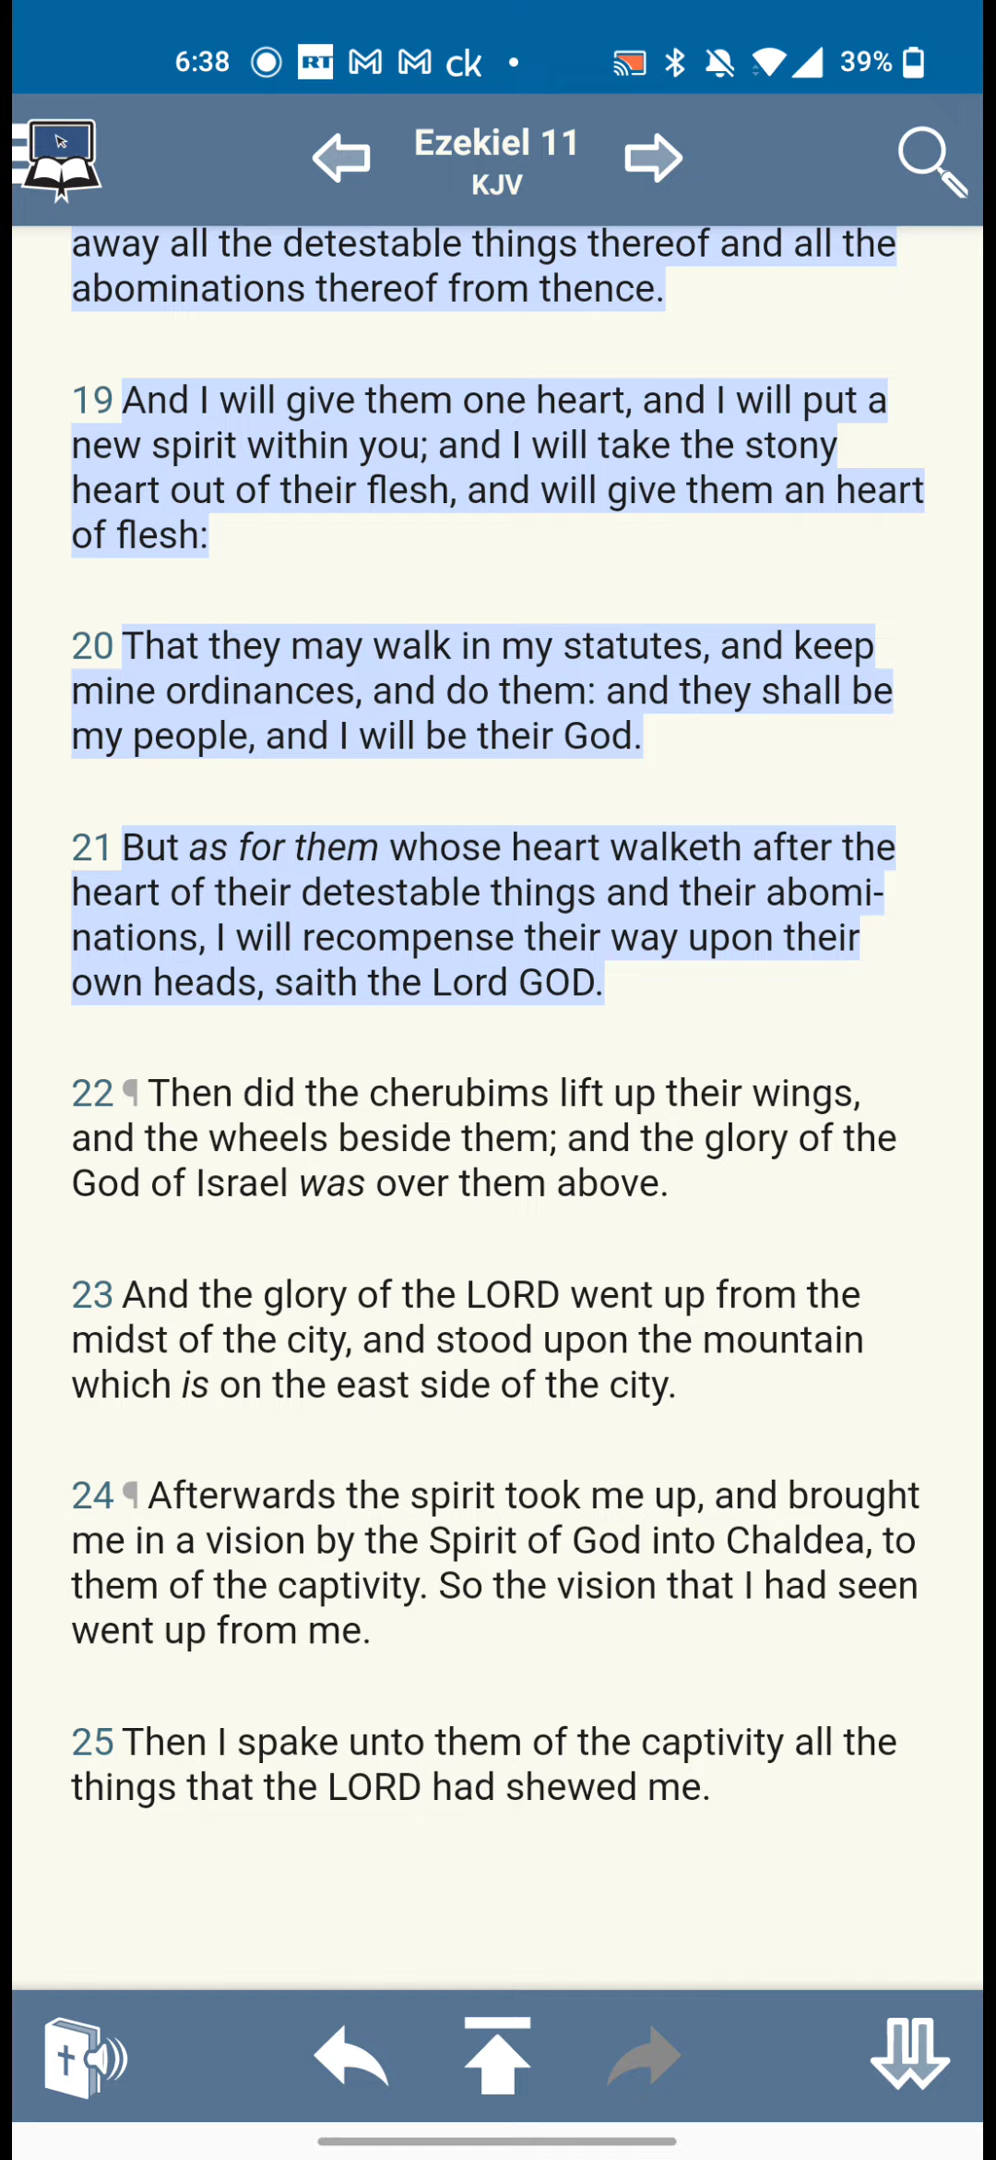 6:38 RT M M ck 39%
Ezekiel 11
KJV
away all the detestable things thereof and all the
abominations thereof from thence.
19 And I will give them one heart, and I will put a
new spirit within you; and I will take the stony
heart out of their flesh, and will give them an heart
of flesh:
20 That they may walk in my statutes, and keep
mine ordinances, and do them: and they shall be
my people, and I will be their God.
21 But as for them whose heart walketh after the
heart of their detestable things and their abomi-
nations, I will recompense their way upon their
own heads, saith the Lord GOD.
22 ¶ Then did the cherubims lift up their wings,
and the wheels beside them; and the glory of the
God of Israel was over them above.
23 And the glory of the LORD went up from the
midst of the city, and stood upon the mountain
which is on the east side of the city.
24 ¶ Afterwards the spirit took me up, and brought
me in a vision by the Spirit of God into Chaldea, to
them of the captivity. So the vision that I had seen
went up from me.
25 Then I spake unto them of the captivity all the
things that the LORD had shewed me.